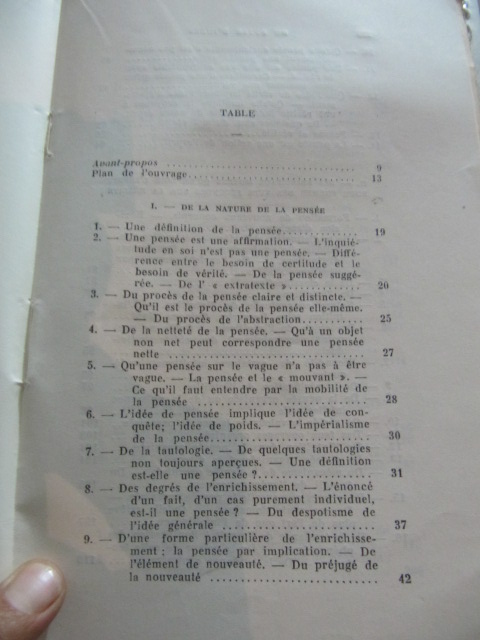 TABLE
Avant-propos ........................................ 9
Plan de l'ouvrage................................... 13
I. — DE LA NATURE DE LA PENSÉE
1. — Une définition de la pensée.............. 19
2. — Une pensée est une affirmation. — L'inquié-
tude en soi n'est pas une pensée. — Diffé-
rence entre le besoin de certitude et le
besoin de vérité. — De la pensée suggé-
rée. — De l' « extratexte »............. 20
3. — Du procès de la pensée claire et distincte. —
Qu'il est le procès de la pensée elle-même.
— Du procès de l'abstraction............ 25
4. — De la netteté de la pensée. — Qu'à un objet
non net peut correspondre une pensée
nette ................................. 27
5. — Qu'une pensée sur le vague n'a pas à être
vague. — La pensée et le « mouvant ». —
Ce qu'il faut entendre par la mobilité de
la pensée ............................. 28
6. — L'idée de pensée implique l'idée de con-
quête; l'idée de poids. — L'impérialisme
de la pensée........................... 30
7. — De la tautologie. — De quelques tautologies
non toujours aperçues. — Une définition
est-elle une pensée ?.................. 31
8. — Des degrés de l'enrichissement. — L'énoncé
d'un fait, d'un cas purement individuel,
est-il une pensée ? — Du despotisme de
l'idée générale ....................... 37
9. — D'une forme particulière de l'enrichisse-
ment : la pensée par implication. — De
l'élément de nouveauté. — Du préjugé de
la nouveauté .......................... 42